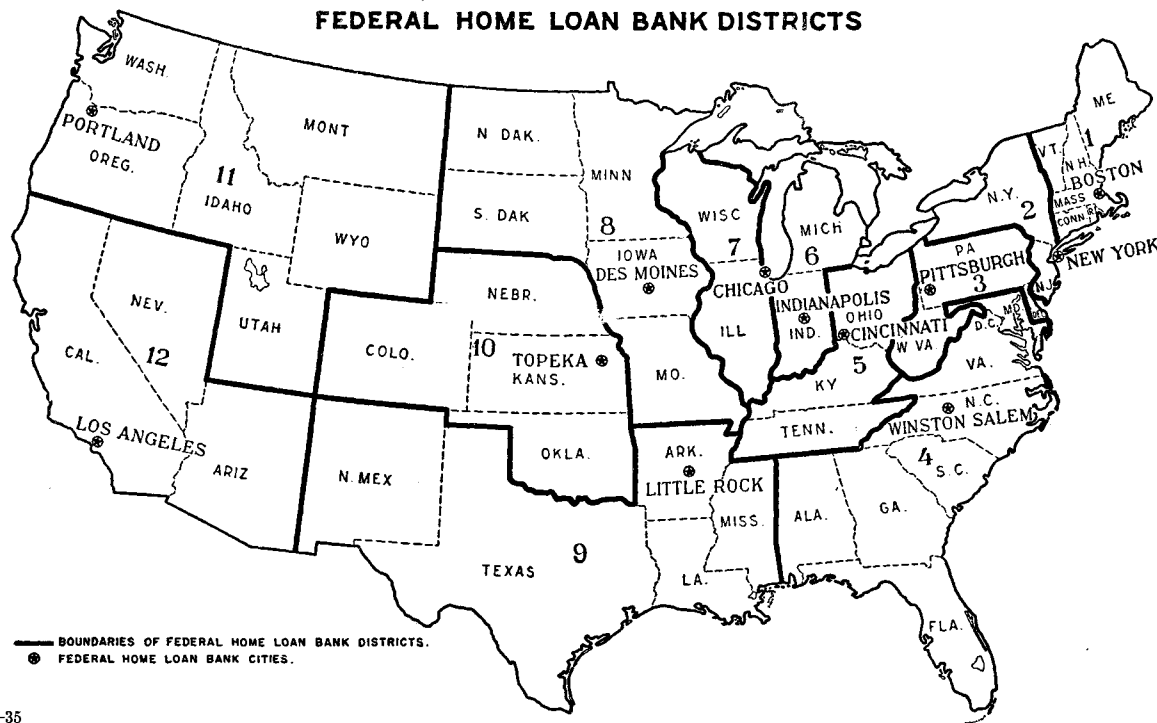 FEDERAL HOME LOAN BANK DISTRICTS
WASH.
PORTLAND
OREG.
11
IDAHO
MONT
WYO
N DAK.
S. DAK
MINN
8
IOWA
DES MOINES
WISC
7
MICH
6
CHICAGO
ILL
INDIANAPOLIS
IND.
OHIO
CINCINNATI
5
KY
W VA
PA
PITTSBURGH
3
N.Y.
2
NEW YORK
N.J.
VT.
N H.
1
ME
BOSTON
MASS
CONN
R.I.
MD.
DEL
D.C.
VA.
N.C.
WINSTON SALEM
4
S.C.
TENN.
NEBR.
10
TOPEKA
KANS.
MO.
COLO.
UTAH
NEV.
12
CAL.
LOS ANGELES
ARIZ
N. MEX
OKLA.
ARK.
LITTLE ROCK
MISS.
ALA.
GA.
TEXAS
9
LA.
FLA.
BOUNDARIES OF FEDERAL HOME LOAN BANK DISTRICTS.
FEDERAL HOME LOAN BANK CITIES.
-35